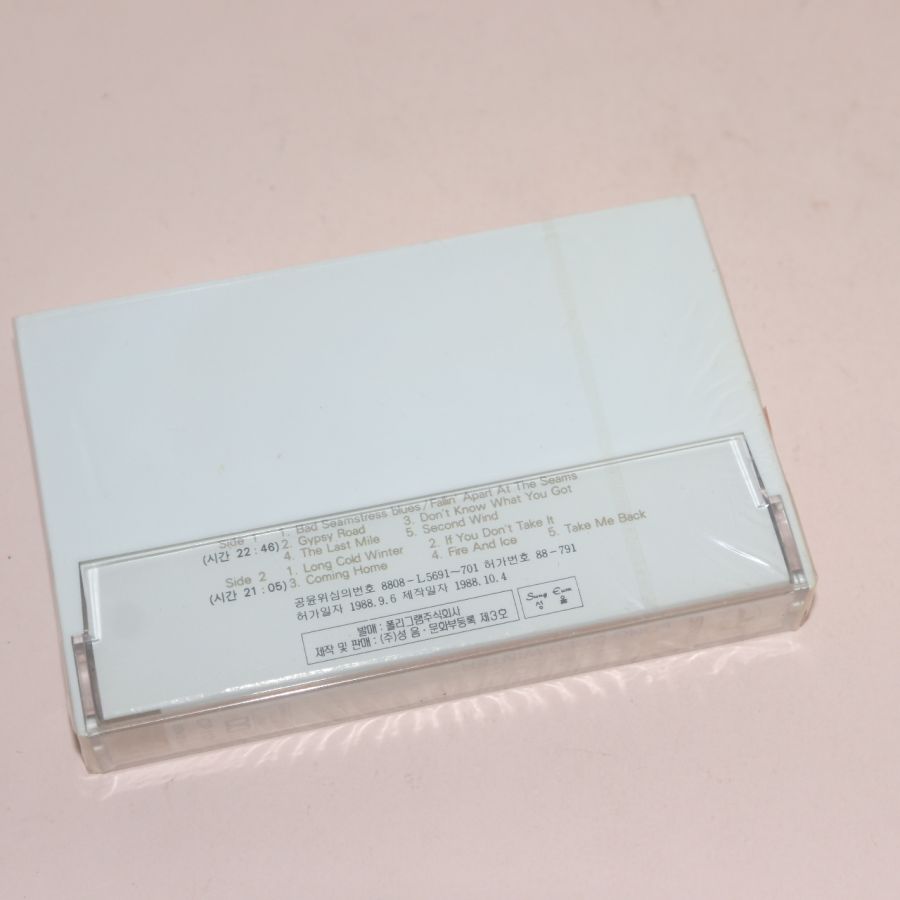 Side 1 1. Bad Seamstress blues/Fallin' Apart At The Seams
(시간 22:46) 2. Gypsy Road 3. Don't Know What You Got
4. The Last Mile 5. Second Wind
Side 2 1. Long Cold Winter 2. If You Don't Take It
(시간 21:05) 3. Coming Home 4. Fire And Ice 5. Take Me Back
공윤위심의번호 8808-L5691~701 허가번호 88-791
허가일자 1988.9.6 제작일자 1988.10.4
발매 : 폴리그램주식회사
제작 및 판매 : (주)성 음·문화부등록 제3호
Sung Eum
성 음